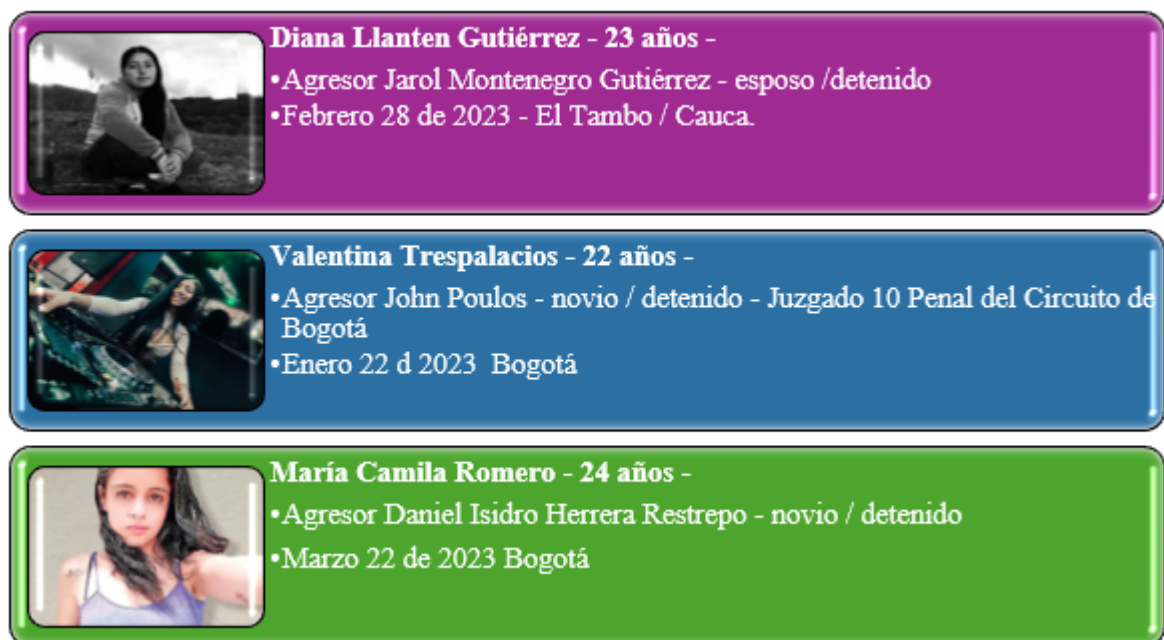 Diana Llanten Gutiérrez - 23 años -
•Agresor Jarol Montenegro Gutiérrez - esposo /detenido
•Febrero 28 de 2023 - El Tambo / Cauca.
Valentina Trespalacios - 22 años -
•Agresor John Poulos - novio / detenido - Juzgado 10 Penal del Circuito de
Bogotá
•Enero 22 d 2023  Bogotá
María Camila Romero - 24 años -
•Agresor Daniel Isidro Herrera Restrepo - novio / detenido
•Marzo 22 de 2023 Bogotá